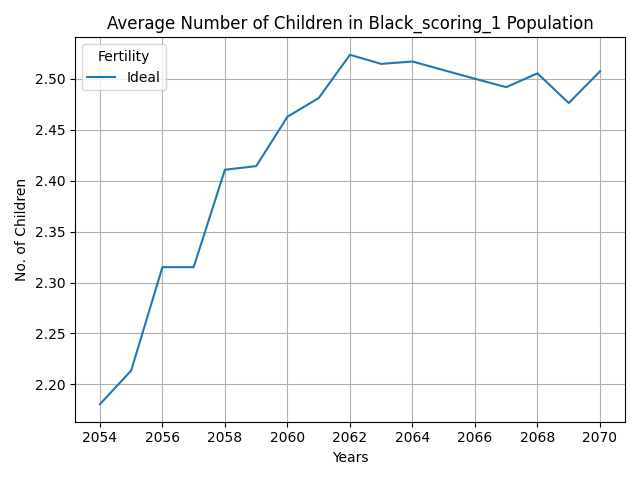 Average Number of Children in Black_scoring_1 Population
Fertility
Ideal
No. of Children
2.50
2.45
2.40
2.35
2.30
2.25
2.20
2054 2056 2058 2060 2062 2064 2066 2068 2070
Years